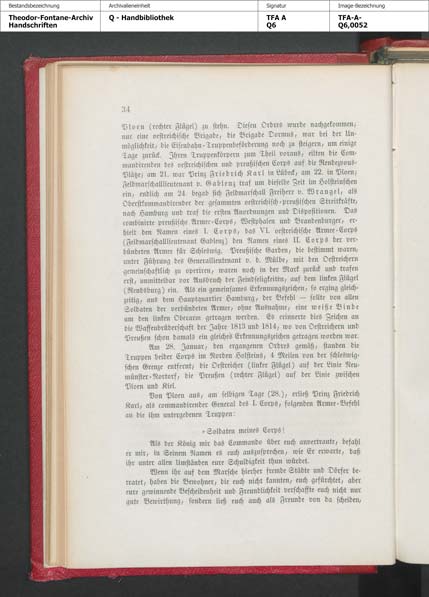 Bestandsbezeichnung
Archivalieneinheit
Signatur
Image-Bezeichnung
Theodor-Fontane-Archiv
Handschriften
Q - Handbibliothek
TFA A
Q6
TFA-A-
Q6,0052
34
Ploen (rechter Flügel) zu stehn. Diesen Ordres wurde nachgekommen;
nur eine oestreichische Brigade, die Brigade Dormus, war bei der Un-
möglichkeit, die Eisenbahn-Truppenbeförderung noch zu steigern, um einige
Tage zurück. Ihren Truppenkörpern zum Theil voraus, eilten die Com-
mandirenden des oestreichischen und preußischen Corps auf die Rendezvous-
Plätze; am 21. war Prinz Friedrich Karl in Lübeck, am 22. in Ploen;
Feldmarschalllieutenant v. Gablenz traf um dieselbe Zeit im Holsteinschen
ein; endlich am 24. begab sich Feldmarschall Freiherr v. Wrangel, als
Oberstkommandirender der gesammten oestreichisch-preußischen Streitkräfte,
nach Hamburg und traf die ersten Anordnungen und Dispositionen. Das
combinirte preußische Armee-Corps, Westphalen und Brandenburger, er-
hielt den Namen eines I. Corps, das VI. oestreichische Armee-Corps
(Feldmarschalllieutenant Gablenz) den Namen eines II. Corps der ver-
bündeten Armee für Schleswig. Preußische Garden, die bestimmt waren,
unter Führung des Generallieutenant v. d. Mülbe, mit den Oestreichern
gemeinschaftlich zu operiren, waren noch in der Mark zurück und trafen
erst, unmittelbar vor Ausbruch der Feindseligkeiten, auf dem linken Flügel
(Rendsburg) ein. Als ein gemeinsames Erkennungszeichen, so erging gleich-
zeitig, aus dem Hauptquartier Hamburg, der Befehl — sollte von allen
Soldaten der verbündeten Armee, ohne Ausnahme, eine weiße Binde
um den linken Oberarm getragen werden. Es erinnerte dies Zeichen an
die Waffenbrüderschaft der Jahre 1813 und 1814, wo von Oestreichern und
Preußen schon damals ein gleiches Erkennungszeichen getragen worden war.
Am 28. Januar, den ergangenen Ordres gemäß, standen die
Truppen beider Corps im Norden Holsteins, 4 Meilen von der schleswig-
schen Grenze entfernt; die Oestreicher (linker Flügel) auf der Linie Neu-
münster-Nortorf, die Preußen (rechter Flügel) auf der Linie zwischen
Ploen und Kiel.
Von Ploen aus, am selbigen Tage (28.), erließ Prinz Friedrich
Karl, als commandirender General des I. Corps, folgenden Armee-Befehl
an die ihm untergebenen Truppen:
»Soldaten meines Corps!
Als der König mir das Commando über euch anvertraute, befahl
er mir, in Seinem Namen es euch auszusprechen, wie Er erwarte, daß
ihr unter allen Umständen eure Schuldigkeit thun würdet.
Wenn ihr auf dem Marsche hierher fremde Städte und Dörfer be-
tratet, haben die Bewohner, die euch nicht kannten, euch gefürchtet, aber
eure gewinnende Bescheidenheit und Freundlichkeit verschaffte euch nicht nur
gute Bewirthung, sondern ließ euch auch als Freunde von da scheiden,